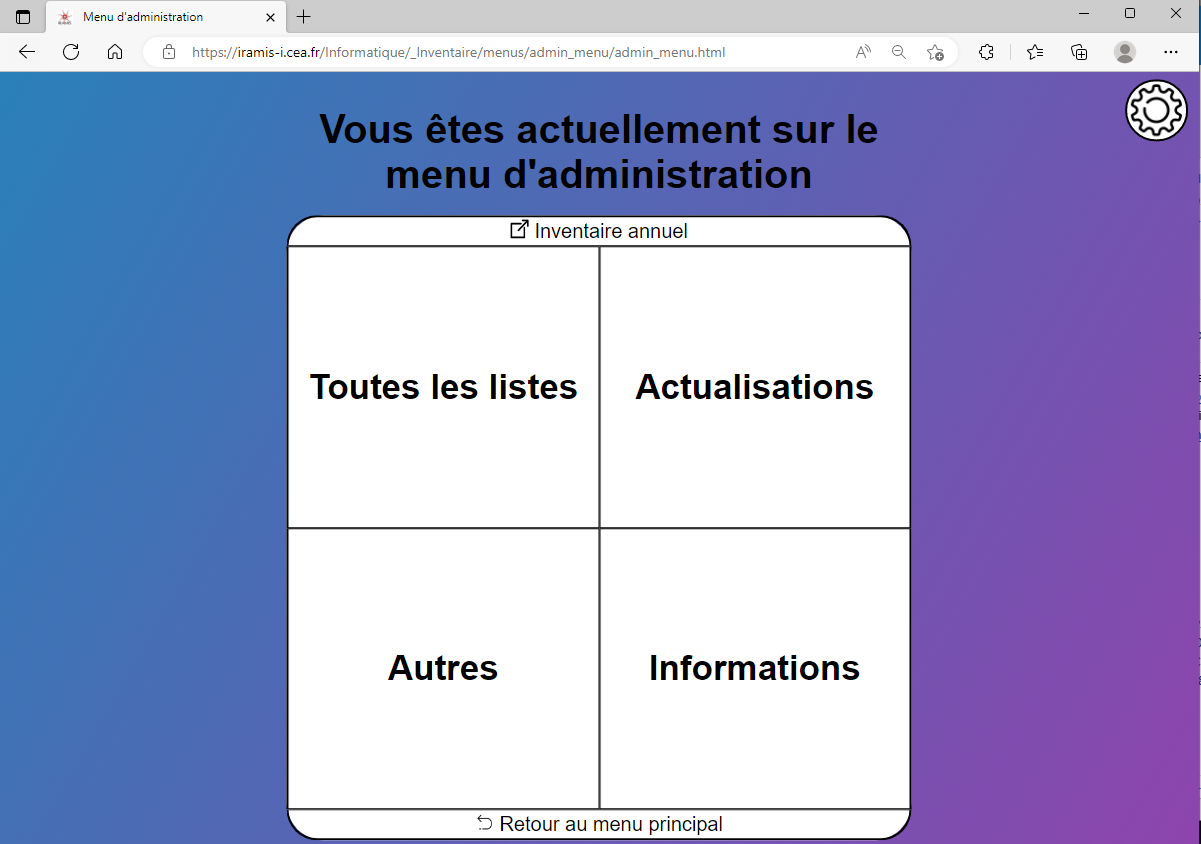 Menu d'administration
https://iramis-i.cea.fr/Informatique/_Inventaire/menus/admin_menu/admin_menu.html
Vous êtes actuellement sur le
menu d'administration
Inventaire annuel
Toutes les listes
Actualisations
Autres
Informations
Retour au menu principal